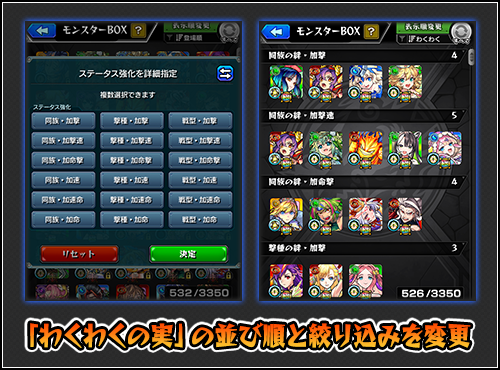 モンスターBOX
?
表示順変更
登場順
ステータス強化を詳細指定
複数選択できます
ステータス強化
同族・加撃
撃種・加撃
戦型・加撃
同族・加撃速
撃種・加撃速
戦型・加撃速
同族・加命撃
撃種・加命撃
戦型・加命撃
同族・加速
撃種・加速
戦型・加速
同族・加速命
撃種・加速命
戦型・加速命
同族・加命
撃種・加命
戦型・加命
リセット
決定
532/3350
モンスターBOX
?
表示順変更
わくわく
同族の絆・加撃
4
同族の絆・加撃速
5
同族の絆・加命撃
4
撃種の絆・加撃
3
526/3350
「わくわくの実」の並び順と絞り込みを変更